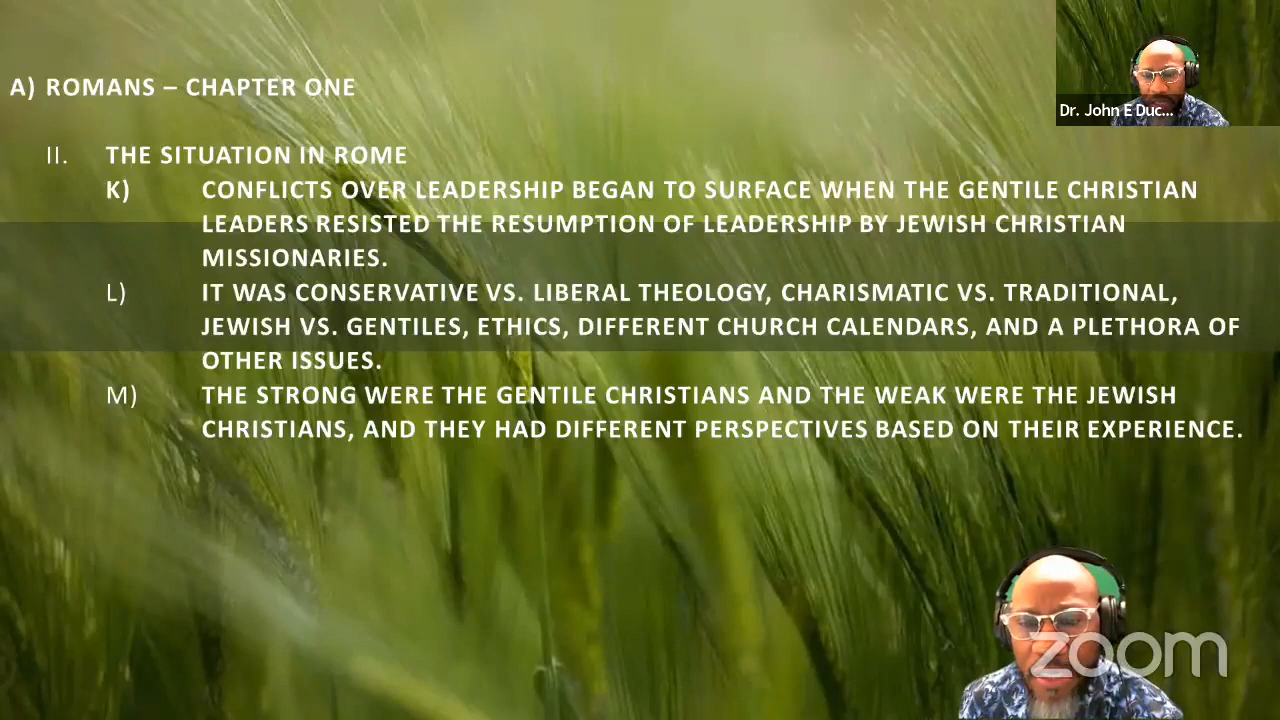 A) ROMANS – CHAPTER ONE
Dr. John E Duc...
II. THE SITUATION IN ROME
K) CONFLICTS OVER LEADERSHIP BEGAN TO SURFACE WHEN THE GENTILE CHRISTIAN
LEADERS RESISTED THE RESUMPTION OF LEADERSHIP BY JEWISH CHRISTIAN
MISSIONARIES.
L) IT WAS CONSERVATIVE VS. LIBERAL THEOLOGY, CHARISMATIC VS. TRADITIONAL,
JEWISH VS. GENTILES, ETHICS, DIFFERENT CHURCH CALENDARS, AND A PLETHORA OF
OTHER ISSUES.
M) THE STRONG WERE THE GENTILE CHRISTIANS AND THE WEAK WERE THE JEWISH
CHRISTIANS, AND THEY HAD DIFFERENT PERSPECTIVES BASED ON THEIR EXPERIENCE.
zoom